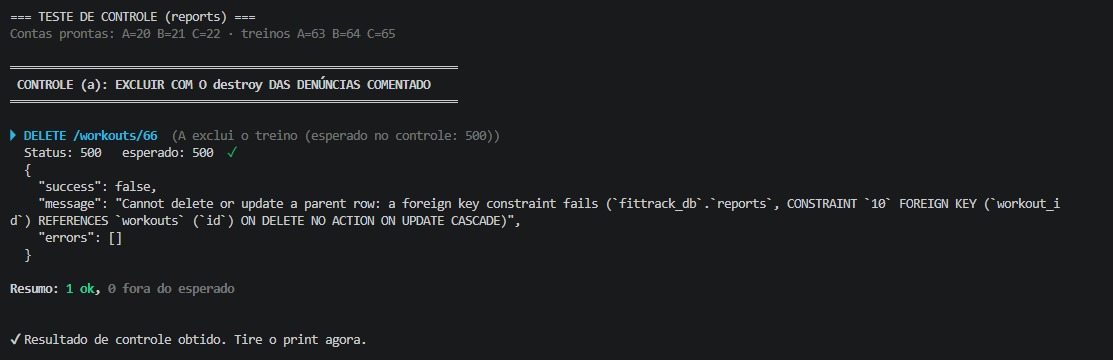 === TESTE DE CONTROLE (reports) ===
Contas prontas: A=20 B=21 C=22 · treinos A=63 B=64 C=65
CONTROLE (a): EXCLUIR COM O destroy DAS DENÚNCIAS COMENTADO
▶ DELETE /workouts/66 (A exclui o treino (esperado no controle: 500))
Status: 500 esperado: 500 ✓
{
"success": false,
"message": "Cannot delete or update a parent row: a foreign key constraint fails (`fittrack_db`.`reports`, CONSTRAINT `10` FOREIGN KEY (`workout_i
d`) REFERENCES `workouts` (`id`) ON DELETE NO ACTION ON UPDATE CASCADE)",
"errors": []
}
Resumo: 1 ok, 0 fora do esperado
✓ Resultado de controle obtido. Tire o print agora.